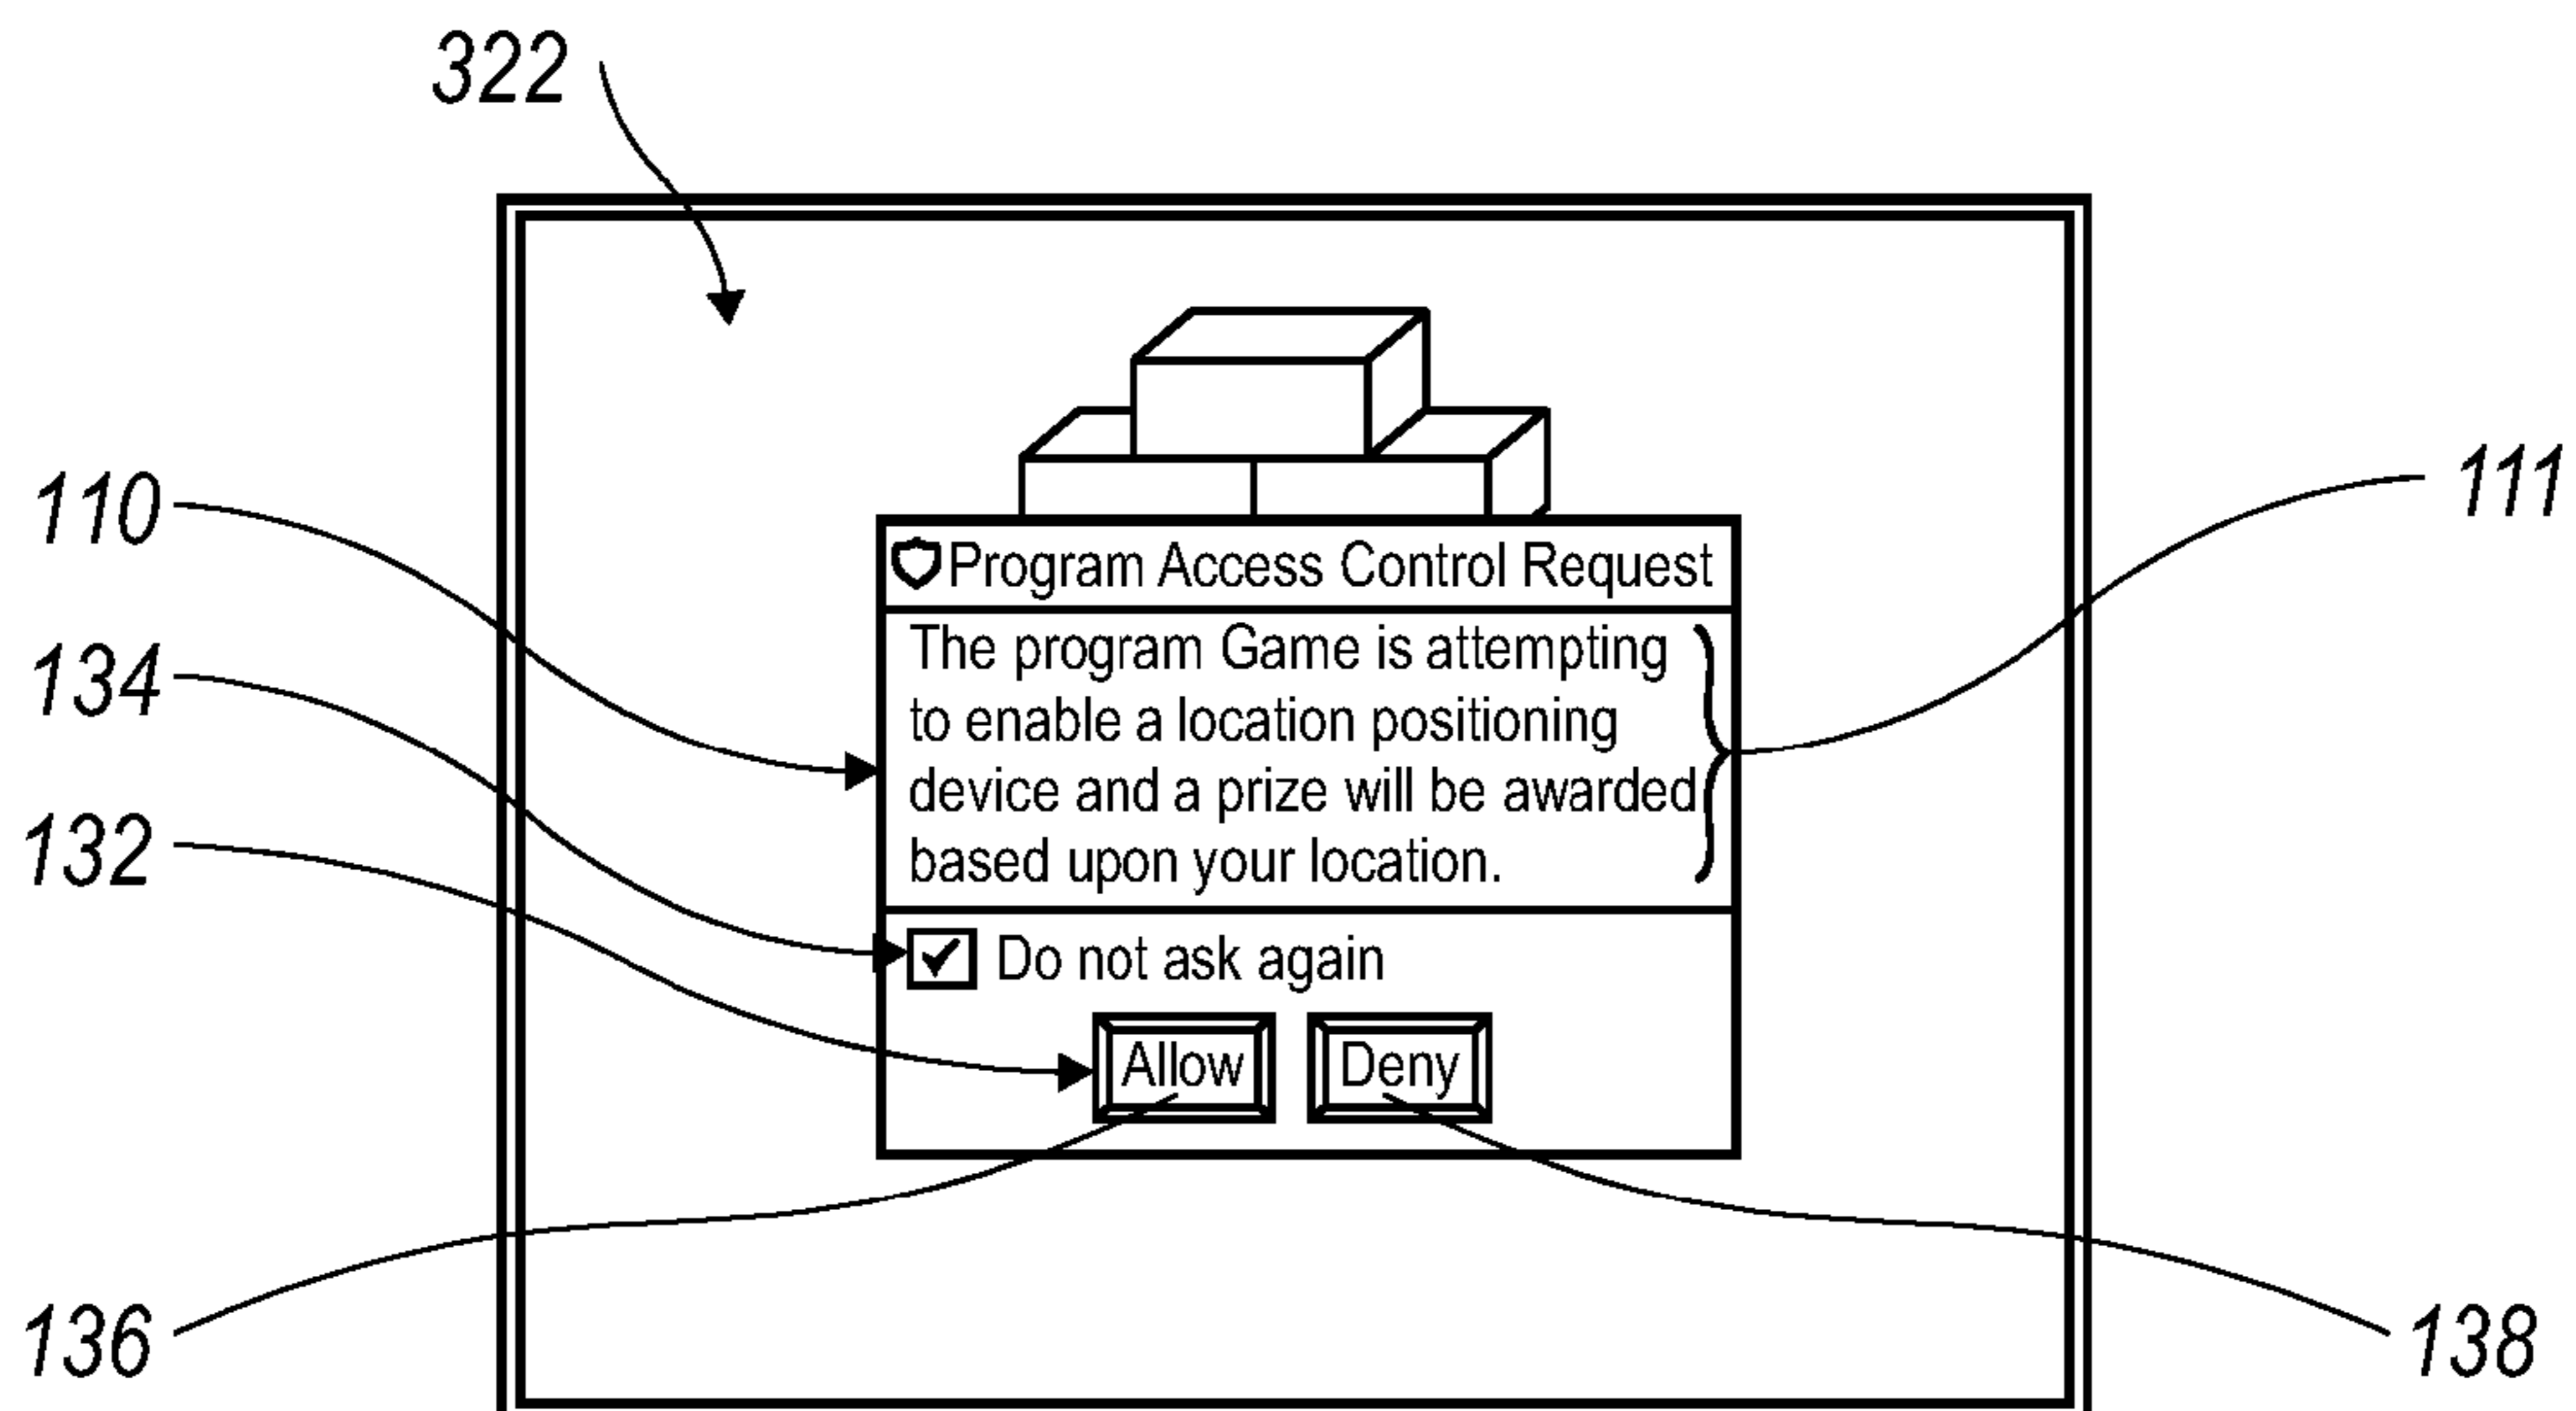 322
110
111
Program Access Control Request
134
The program Game is attempting
to enable a location positioning
device and a prize will be awarded
based upon your location.
132
Do not ask again
Allow Deny
136
138